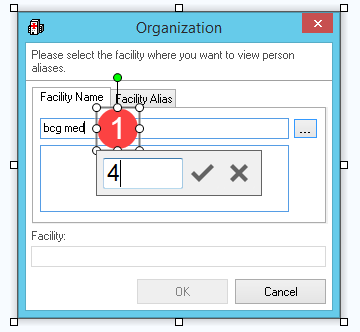 Organization
Please select the facility where you want to view person
aliases.
Facility Name
Facility Alias
bcg med
1
...
4
Facility:
OK
Cancel